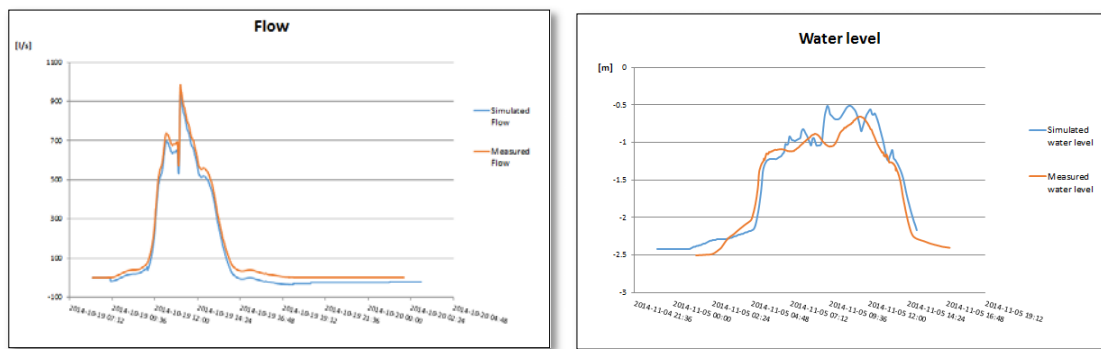 Flow
[l/s]
1100
900
700
500
300
100
-100
2014-10-19 07:12
2014-10-19 09:36
2014-10-19 12:00
2014-10-19 14:24
2014-10-19 16:48
2014-10-19 19:12
2014-10-19 21:36
2014-10-20 00:00
2014-10-20 02:24
2014-10-20 04:48
Simulated
Flow
Measured
Flow
Water level
[m]
0
-0.5
-1
-1.5
-2
-2.5
-3
2014-11-04 21:36
2014-11-05 00:00
2014-11-05 02:24
2014-11-05 04:48
2014-11-05 07:12
2014-11-05 09:36
2014-11-05 12:00
2014-11-05 14:24
2014-11-05 16:48
2014-11-05 19:12
Simulated
water level
Measured
water level